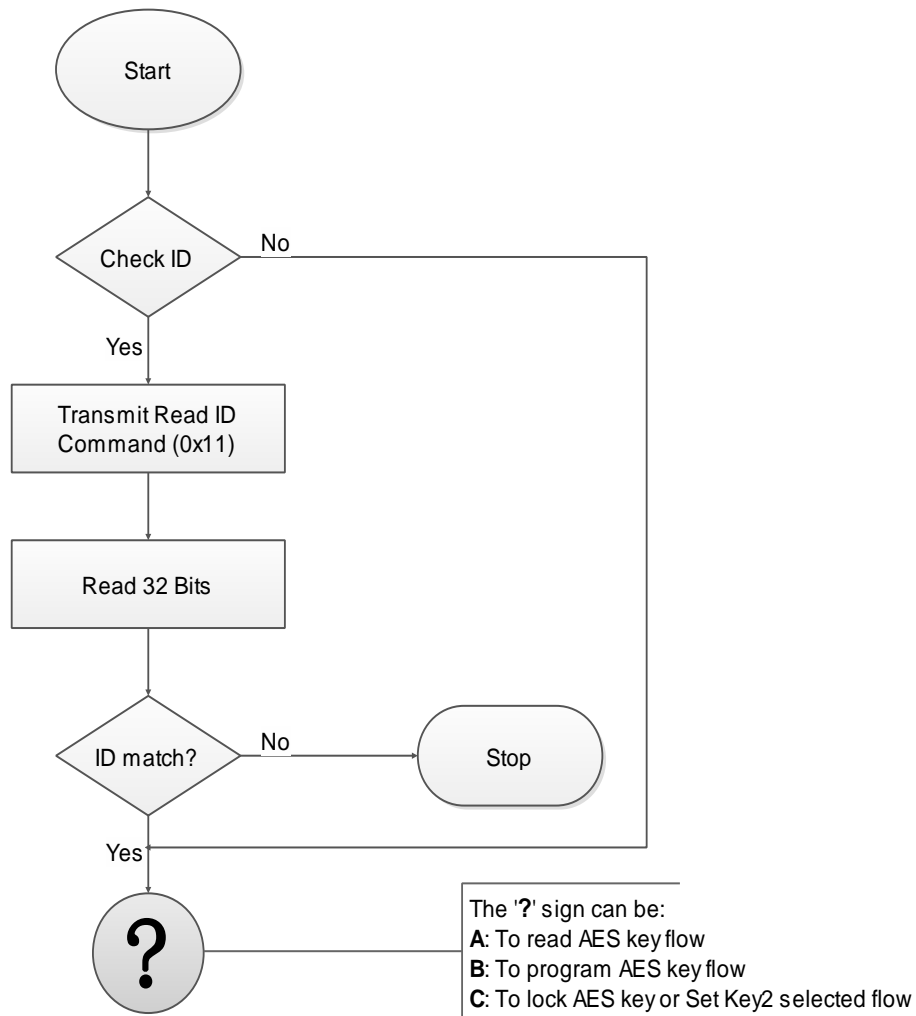 Start
Check ID
No
Yes
Transmit Read ID
Command (0x11)
Read 32 Bits
ID match?
No
Stop
Yes
?
The '?' sign can be:
A: To read AES key flow
B: To program AES key flow
C: To lock AES key or Set Key2 selected flow